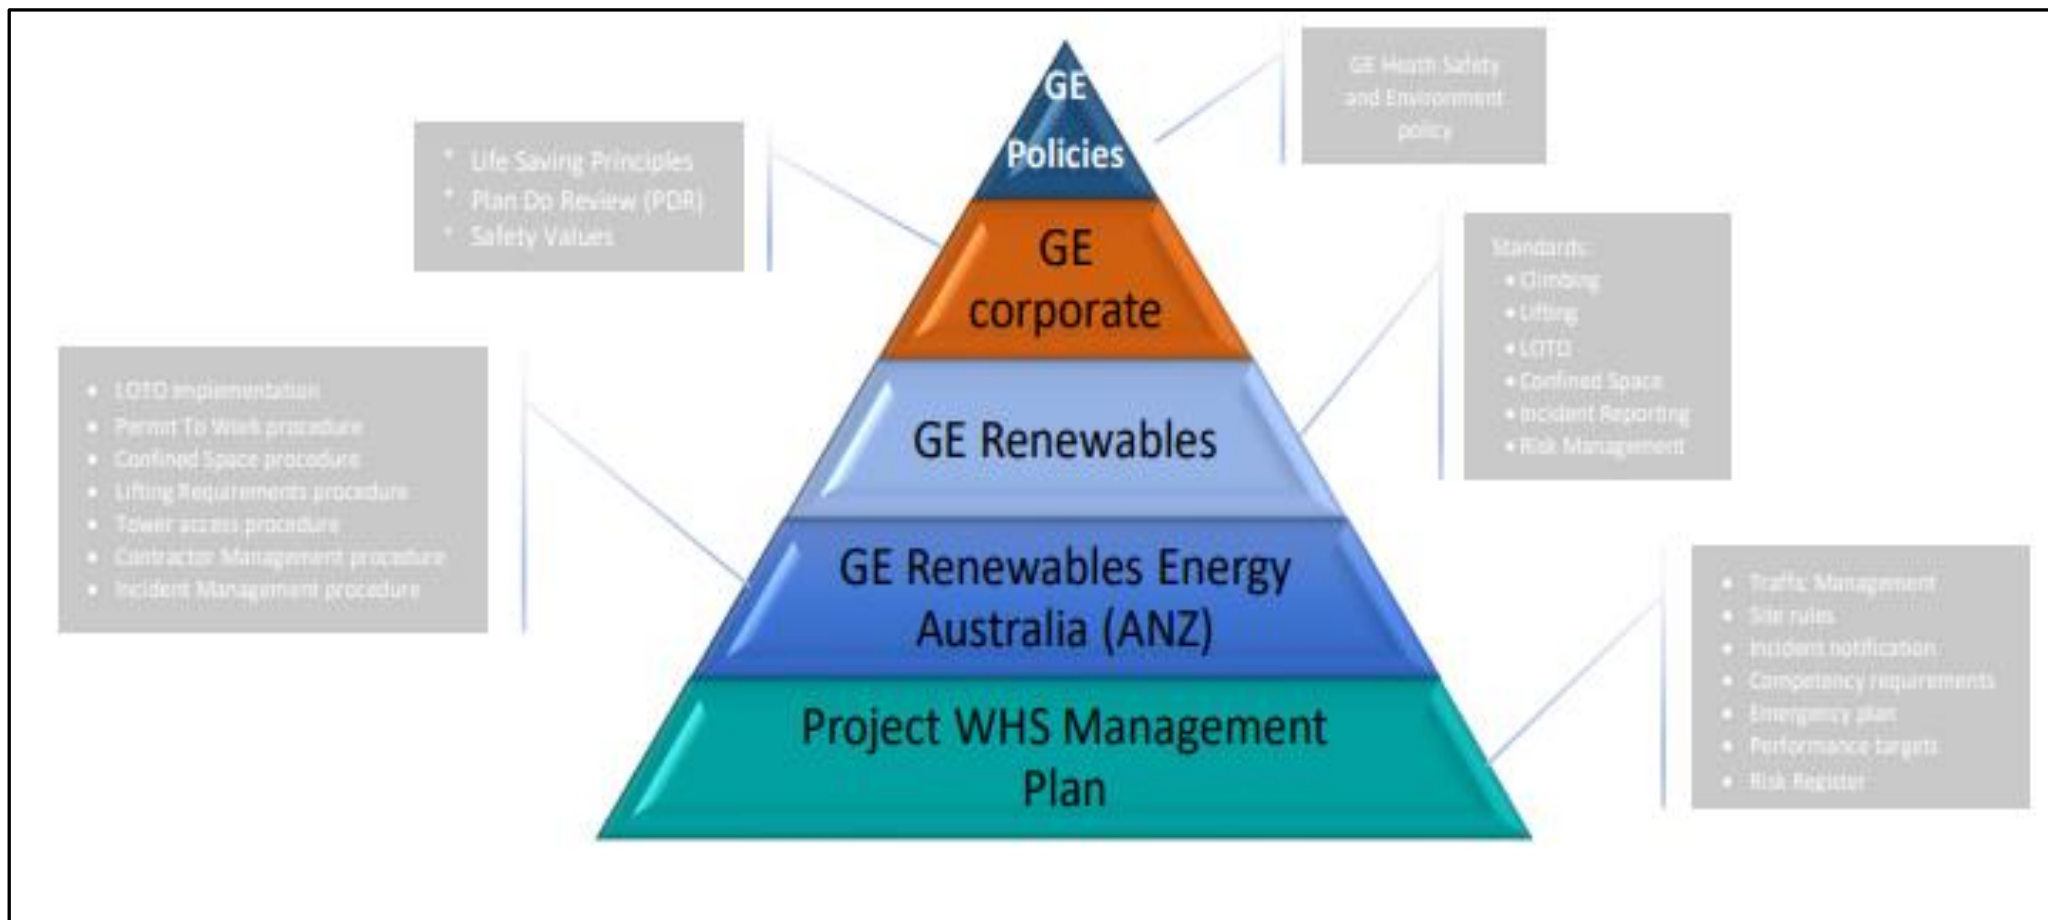 GE
Policies
GE Heath Safety
and Environment
policy
* Life Saving Principles
* Plan Do Review (PDR)
* Safety Values
GE
corporate
Standards:
• Climbing
• Lifting
• LOTO
• Confined Space
• Incident Reporting
• Risk Management
GE Renewables
• LOTO implementation
• Permit To Work procedure
• Confined Space procedure
• Lifting Requirements procedure
• Tower access procedure
• Contractor Management procedure
• Incident Management procedure
GE Renewables Energy
Australia (ANZ)
• Traffic Management
• Site rules
• Incident notification
• Competency requirements
• Emergency plan
• Performance targets
• Risk Register
Project WHS Management
Plan